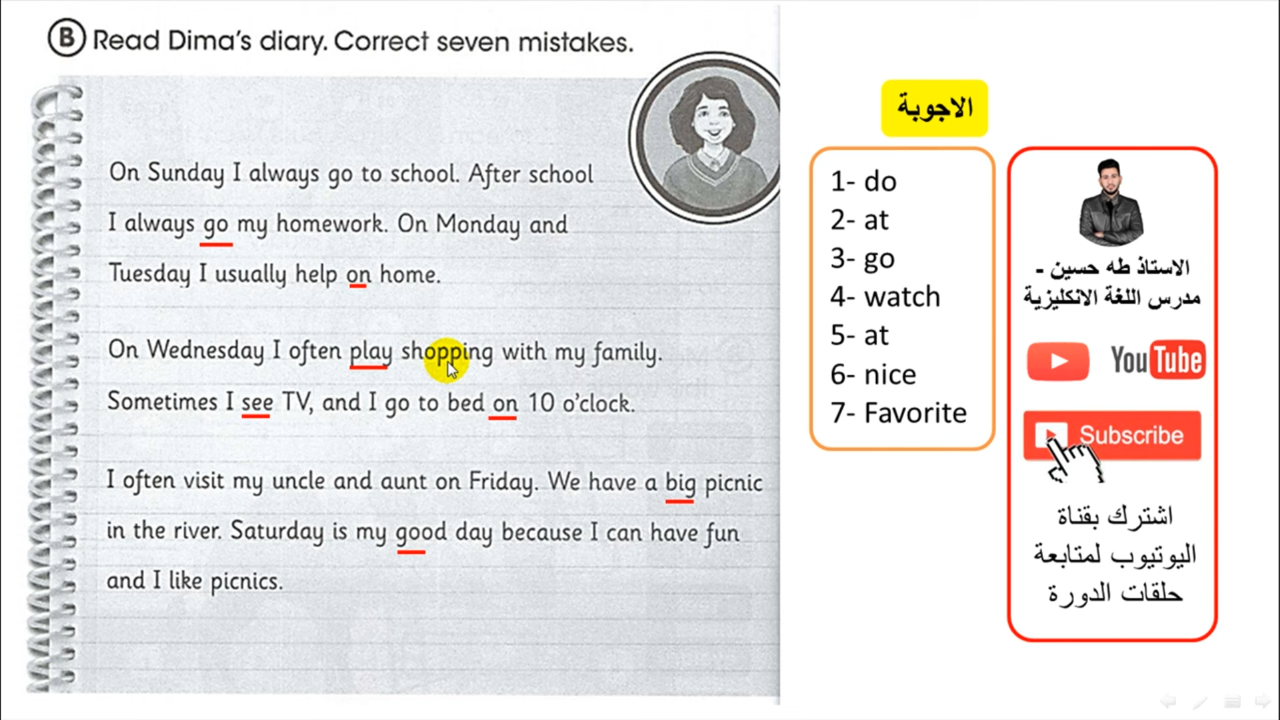 B Read Dima's diary. Correct seven mistakes.
On Sunday I always go to school. After school
I always go my homework. On Monday and
Tuesday I usually help on home.
On Wednesday I often play shopping with my family.
Sometimes I see TV, and I go to bed on 10 o'clock.
I often visit my uncle and aunt on Friday. We have a big picnic
in the river. Saturday is my good day because I can have fun
and I like picnics.
الاجوبة
1- do
2- at
3- go
4- watch
5- at
6- nice
7- Favorite
الاستاذ طه حسين -
مدرس اللغة الانكليزية
YouTube
Subscribe
اشترك بقناة
اليوتيوب لمتابعة
حلقات الدورة